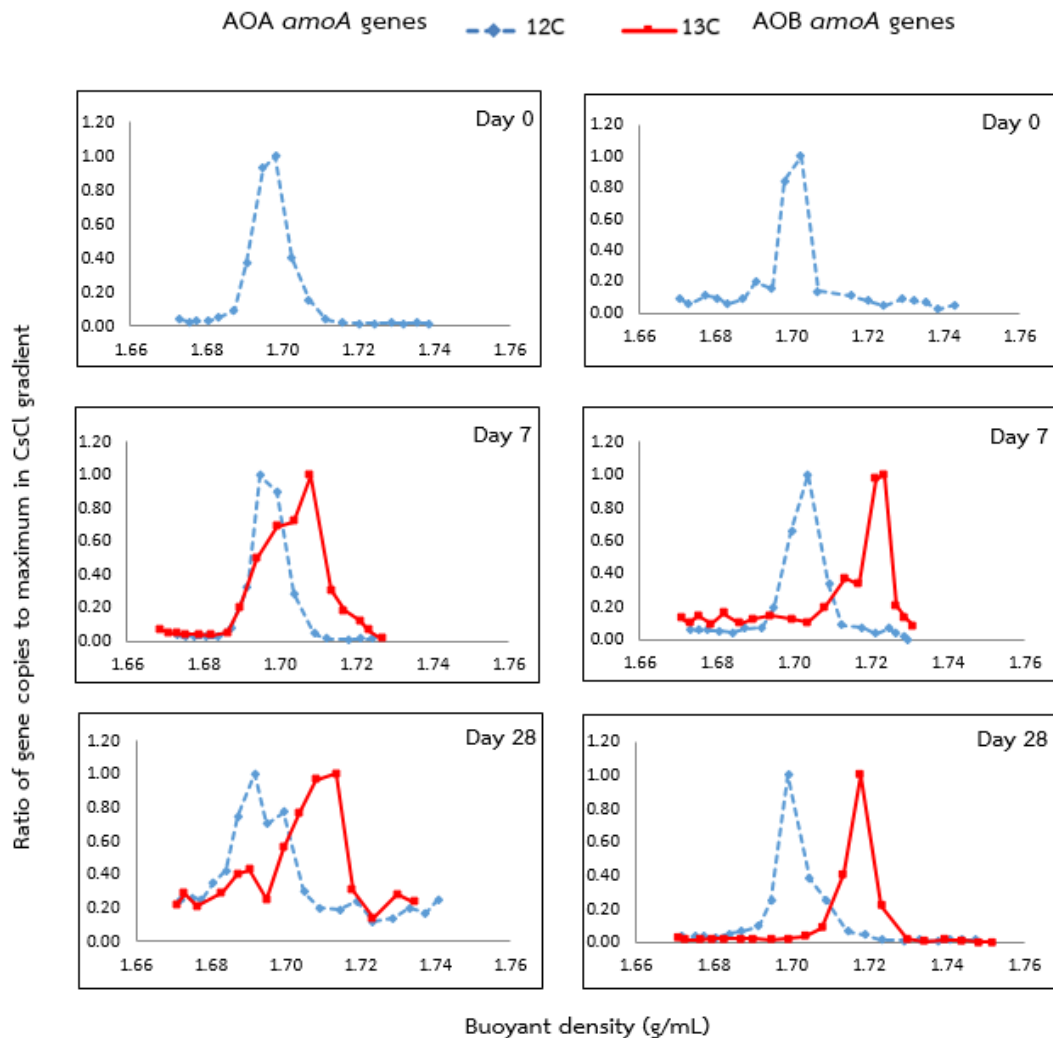 AOA amoA genes 12C 13C AOB amoA genes
Day 0
1.20
1.00
0.80
0.60
0.40
0.20
0.00
1.66 1.68 1.70 1.72 1.74 1.76
Day 0
1.20
1.00
0.80
0.60
0.40
0.20
0.00
1.66 1.68 1.70 1.72 1.74 1.76
Ratio of gene copies to maximum in CsCl gradient
Day 7
1.20
1.00
0.80
0.60
0.40
0.20
0.00
1.66 1.68 1.70 1.72 1.74 1.76
Day 7
1.20
1.00
0.80
0.60
0.40
0.20
0.00
1.66 1.68 1.70 1.72 1.74 1.76
Day 28
1.20
1.00
0.80
0.60
0.40
0.20
0.00
1.66 1.68 1.70 1.72 1.74 1.76
Day 28
1.20
1.00
0.80
0.60
0.40
0.20
0.00
1.66 1.68 1.70 1.72 1.74 1.76
Buoyant density (g/mL)